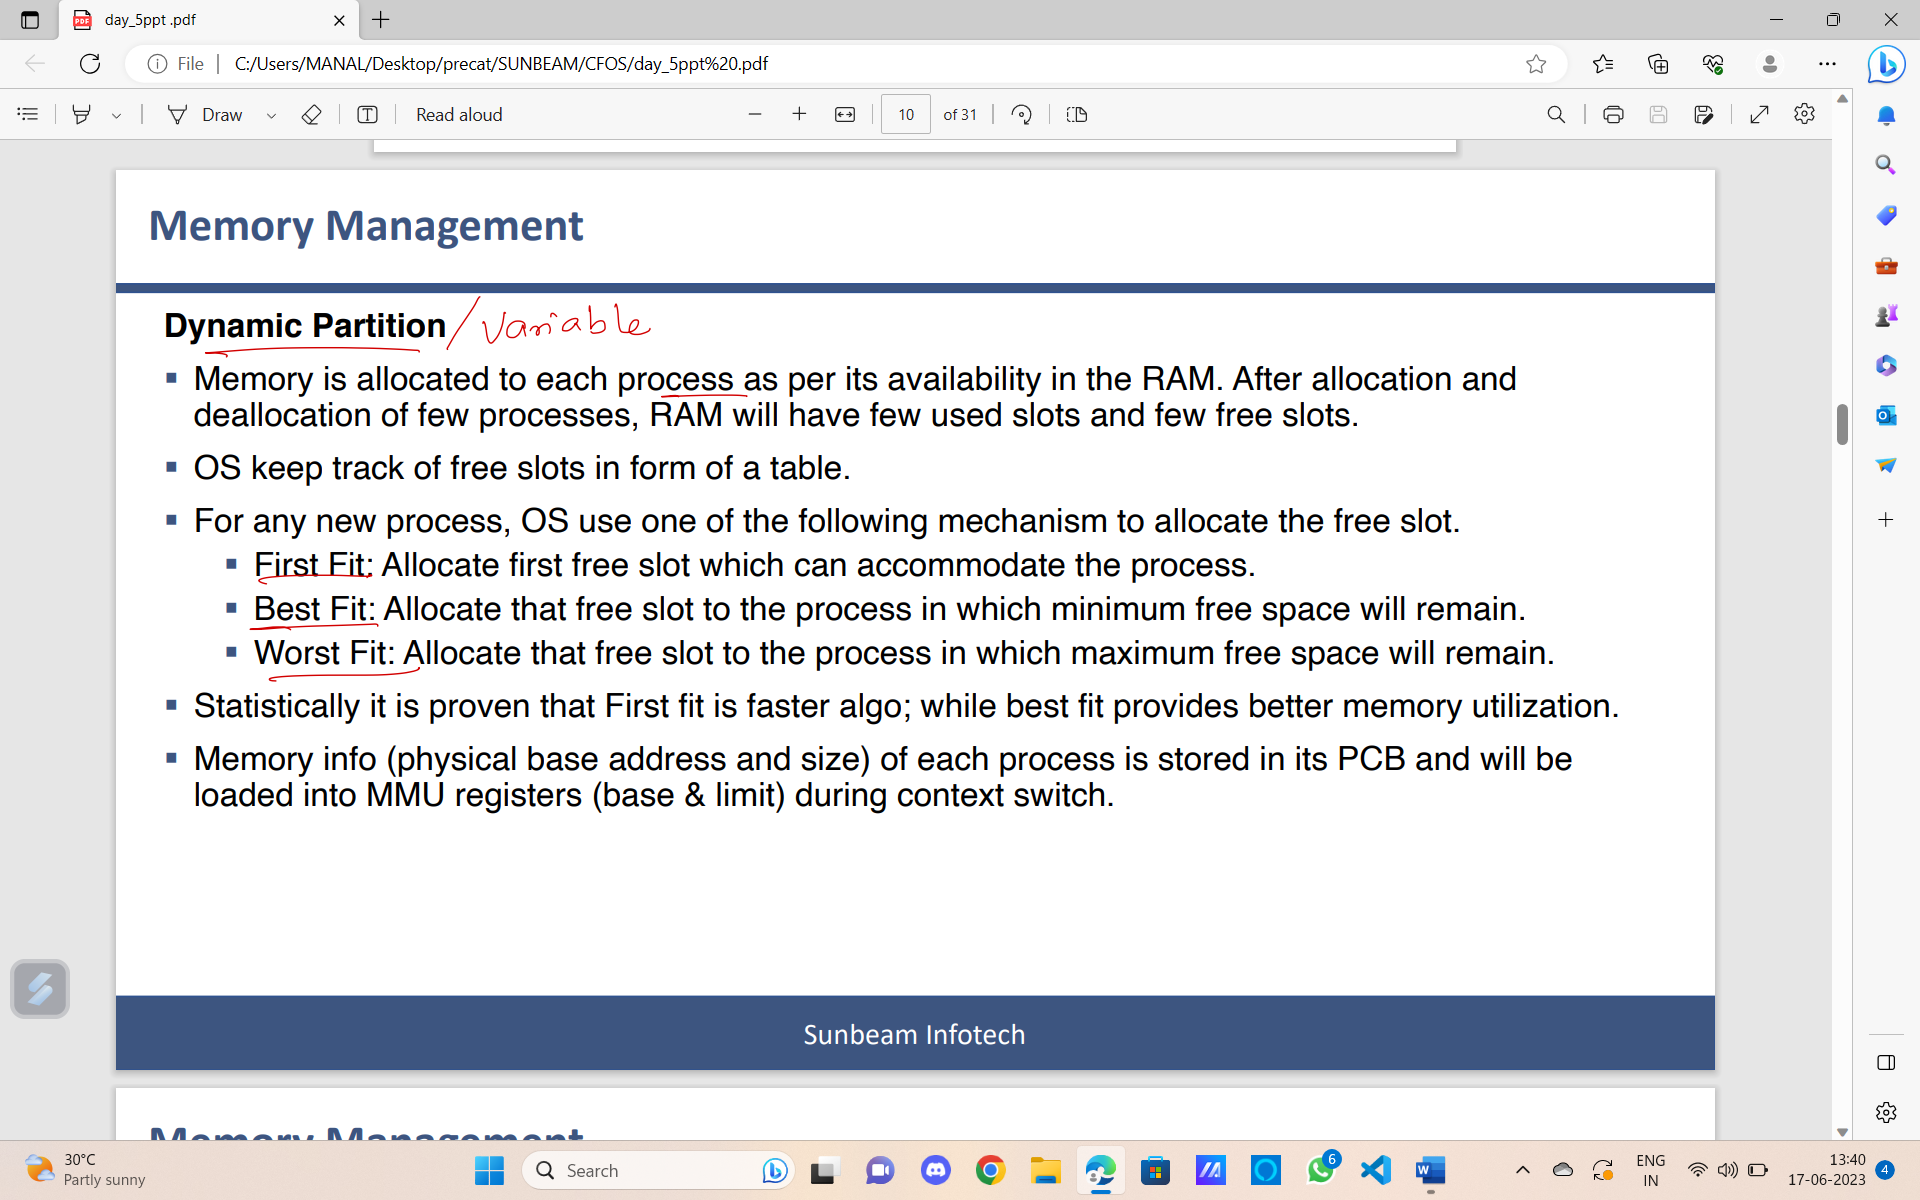 day_5ppt .pdf
File
C:/Users/MANAL/Desktop/precat/SUNBEAM/CFOS/day_5ppt%20.pdf
Draw
Read aloud
10 of 31
Memory Management
Dynamic Partition / Variable
Memory is allocated to each process as per its availability in the RAM. After allocation and
deallocation of few processes, RAM will have few used slots and few free slots.
OS keep track of free slots in form of a table.
For any new process, OS use one of the following mechanism to allocate the free slot.
First Fit: Allocate first free slot which can accommodate the process.
Best Fit: Allocate that free slot to the process in which minimum free space will remain.
Worst Fit: Allocate that free slot to the process in which maximum free space will remain.
Statistically it is proven that First fit is faster algo; while best fit provides better memory utilization.
Memory info (physical base address and size) of each process is stored in its PCB and will be
loaded into MMU registers (base & limit) during context switch.
Sunbeam Infotech
Memory Management
30°C
Partly sunny
Search
6
ENG
IN
13:40
17-06-2023
4